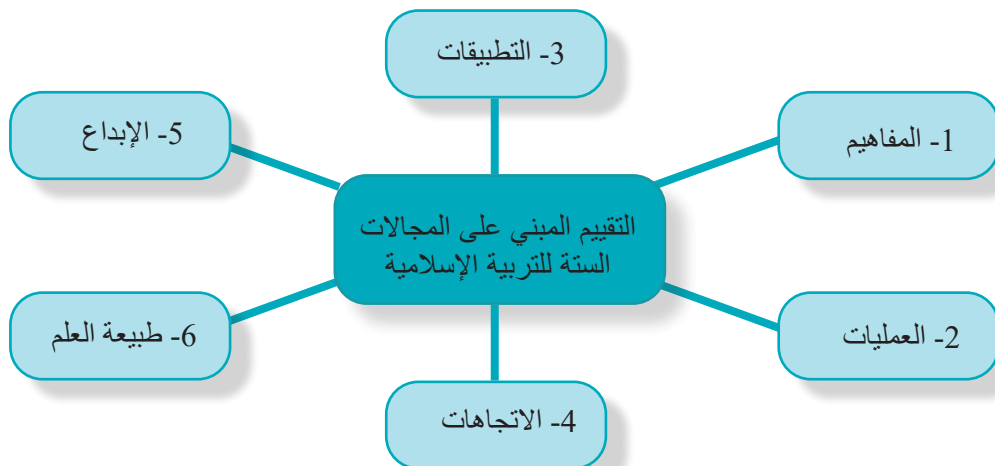 3- التطبيقات
1- المفاهيم
5- الإبداع
التقييم المبني على المجالات
الستة للتربية الإسلامية
2- العمليات
6- طبيعة العلم
4- الاتجاهات